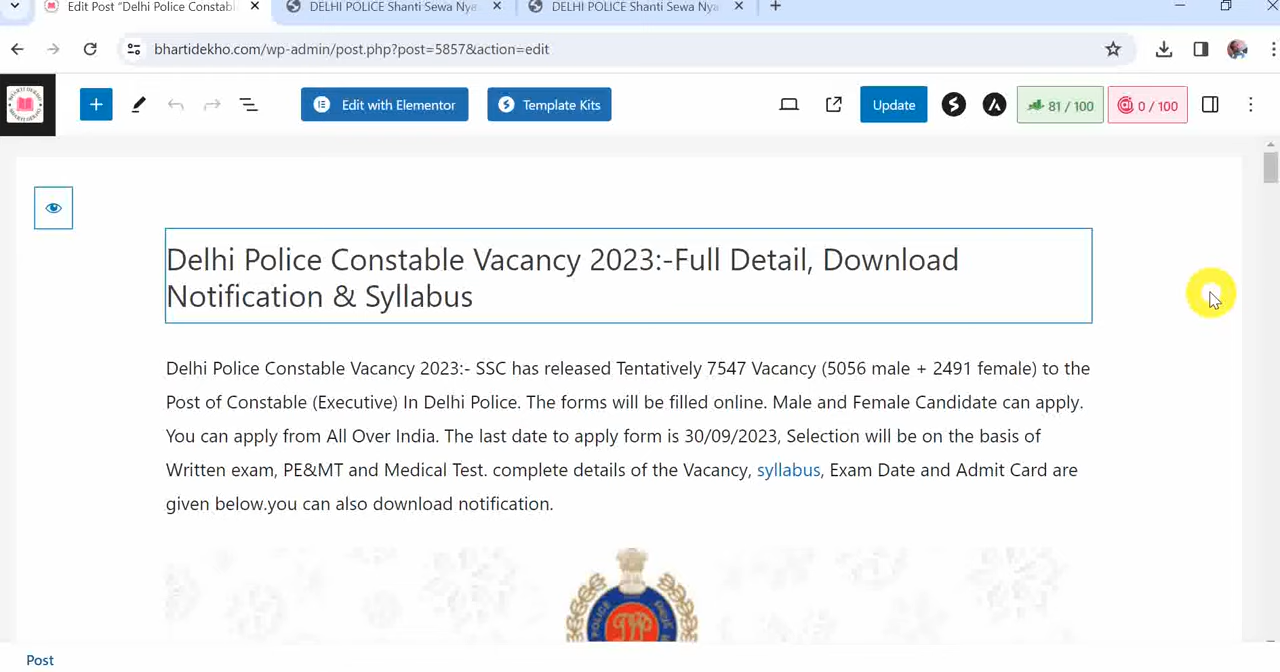 Edit Post “Delhi Police Constabl
DELHI POLICE Shanti Sewa Nya
DELHI POLICE Shanti Sewa Nya
bhartidekho.com/wp-admin/post.php?post=5857&action=edit
Edit with Elementor
Template Kits
Update
81 / 100
0 / 100
Delhi Police Constable Vacancy 2023:-Full Detail, Download
Notification & Syllabus
Delhi Police Constable Vacancy 2023:- SSC has released Tentatively 7547 Vacancy (5056 male + 2491 female) to the
Post of Constable (Executive) In Delhi Police. The forms will be filled online. Male and Female Candidate can apply.
You can apply from All Over India. The last date to apply form is 30/09/2023, Selection will be on the basis of
Written exam, PE&MT and Medical Test. complete details of the Vacancy, syllabus, Exam Date and Admit Card are
given below.you can also download notification.
Post